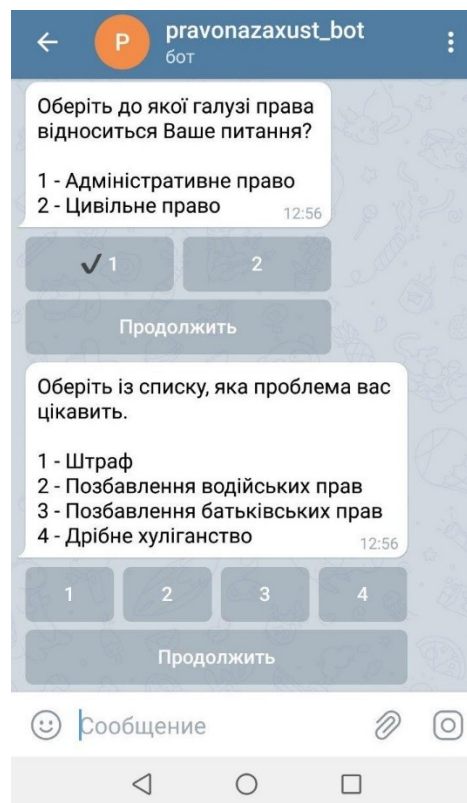 pravonazaxust_bot
P
бот
Оберіть до якої галузі права
відноситься Ваше питання?
1 - Адміністративне право
2 - Цивільне право
12:56
✔ 1
2
Продолжить
Оберіть із списку, яка проблема вас
цікавить.
1 - Штраф
2 - Позбавлення водійських прав
3 - Позбавлення батьківських прав
4 - Дрібне хуліганство
12:56
1
2
3
4
Продолжить
Сообщение